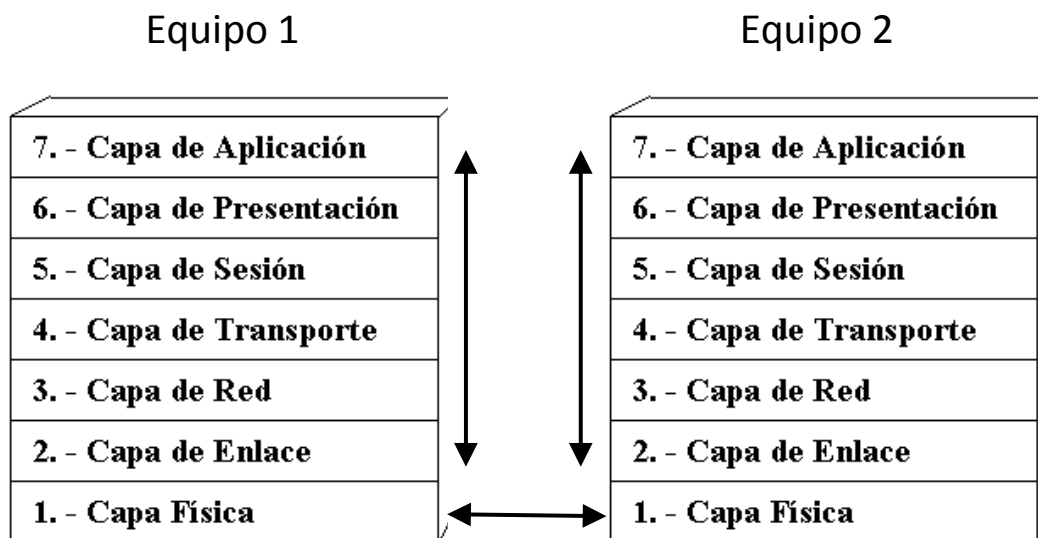 Equipo 1
7. - Capa de Aplicación
6. - Capa de Presentación
5. - Capa de Sesión
4. - Capa de Transporte
3. - Capa de Red
2. - Capa de Enlace
1. - Capa Física
Equipo 2
7. - Capa de Aplicación
6. - Capa de Presentación
5. - Capa de Sesión
4. - Capa de Transporte
3. - Capa de Red
2. - Capa de Enlace
1. - Capa Física